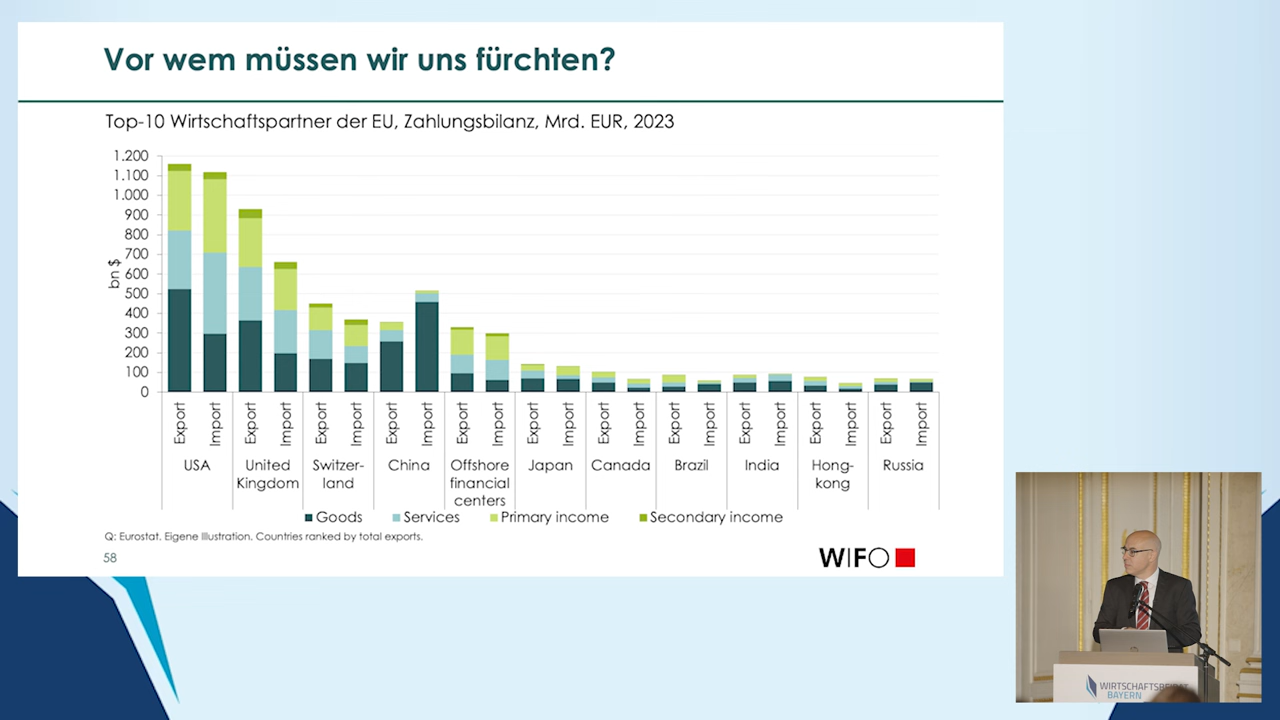 Vor wem müssen wir uns fürchten?
Top-10 Wirtschaftspartner der EU, Zahlungsbilanz, Mrd. EUR, 2023
bn $
1.200
1.100
1.000
900
800
700
600
500
400
300
200
100
0
Export Import Export Import Export Import Export Import Export Import Export Import Export Import Export Import Export Import Export Import Export Import
USA
United Kingdom
Switzer-
land
China
Offshore
financial
centers
Japan
Canada
Brazil
India
Hong-
kong
Russia
Goods Services Primary income Secondary income
Q: Eurostat. Eigene Illustration. Countries ranked by total exports.
58
WIFO
WIRTSCHAFTSBEIRAT
BAYERN